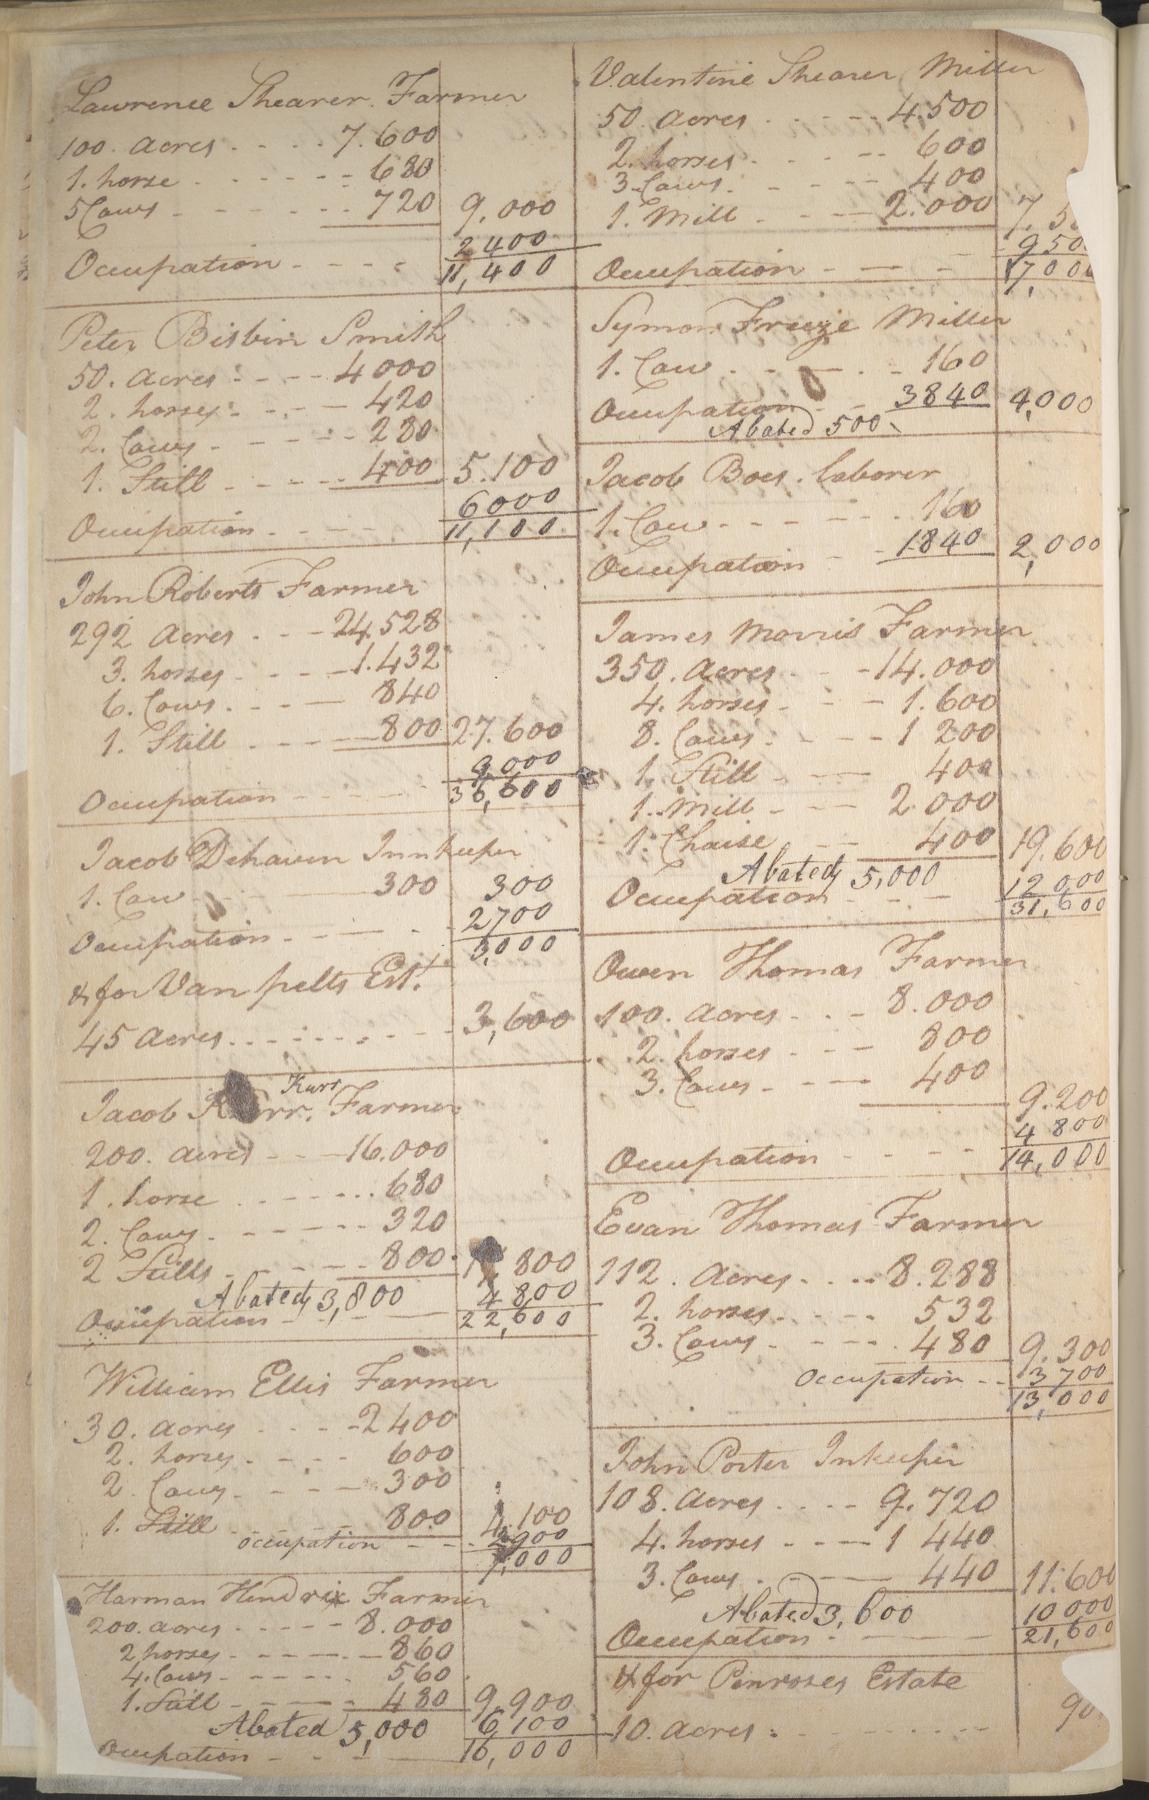 Lawrence Shearer. Farmer
100. acres . . . . 7.600
1. horse . . . . . . 680
5 Cows . . . . . 720 9,000
2400
Occupation . . . . 11,400
Peter Bisbin Smith
50. acres . . . . 4000
2. horses . . . . 420
2. Cows . . . . 280
1. Still . . . . 400 5.100
6000
Occupation . . . . 11,100
John Roberts Farmer
292 acres . . . 24,528
3. horses . . . . 1.432
6. Cows . . . . 840
1. Still . . . . 800 27.600
9000
Occupation . . . . 36,600
Jacob Dehaven Innkeeper
1. Cow 300 300
2700
Occupation . . . . 3,000
& for Van pelts Est.
45 acres . . . . . . . 3,600
Kurr
Jacob Farmer
200. acres . . . 16.000
1. horse . . . . . . 680
2. Cows . . . . . 320
2 Stills . . . . . 800 800
Abated, 3,800 4800
Occupation . . . . 22,600
William Ellis Farmer
30. acres . . . . 2400
2. horses . . . . 600
2. Cows . . . . 300
1. Still . . . . 800 4.100
occupation . . . 2900
7,000
Harman Hendrix Farmer
200. acres . . . . . 8.000
2 horses . . . . . 860
4. Cows . . . . . 560
1. Still . . . . . 480 9,900
Abated 5,000 6100
Occupation . . . . 16,000
Valentine Shearer Miller
50. acres . . . . . 4.500
2. horses . . . . . 600
3. Cows . . . . . 400
1. Mill . . . . 2.000 7.5
950
Occupation . . . . 17000
Symon Freeze Miller
1. Cow . . . . . 160
Occupation . . 3840 4,000
Abated 500
Jacob Boes. laborer
1. Cow . . . . . . 160
Occupation 1840 2,000
James Morris Farmer
350. acres . . 14.000
4. horses . . . 1.600
8. Cows . . . . 1 200
1. Still . . . . 400
1. Mill . . . 2.000
1. Chaise . . 400 19.600
Abated, 5,000 12000
Occupation . . . 31,600
Owen Thomas Farmer
100. acres . . . 8.000
2. horses . . . 800
3. Cows . . . 400
9.200
4800
Occupation . . . . 14,000
Evan Thomas Farmer
112. acres . . . . 8.288
2. horses . . . . 532
3. Cows . . . . . 480 9.300
Occupation . . 3700
13,000
John Porter Inkeepir
108. acres . . . . 9.720
4. horses . . . . 1 440
3. Cows . . . . 440 11.600
Abated 3,600 10000
Occupation . . . . 21,600
& for Penroses Estate
10. acres . . . . . . . 90